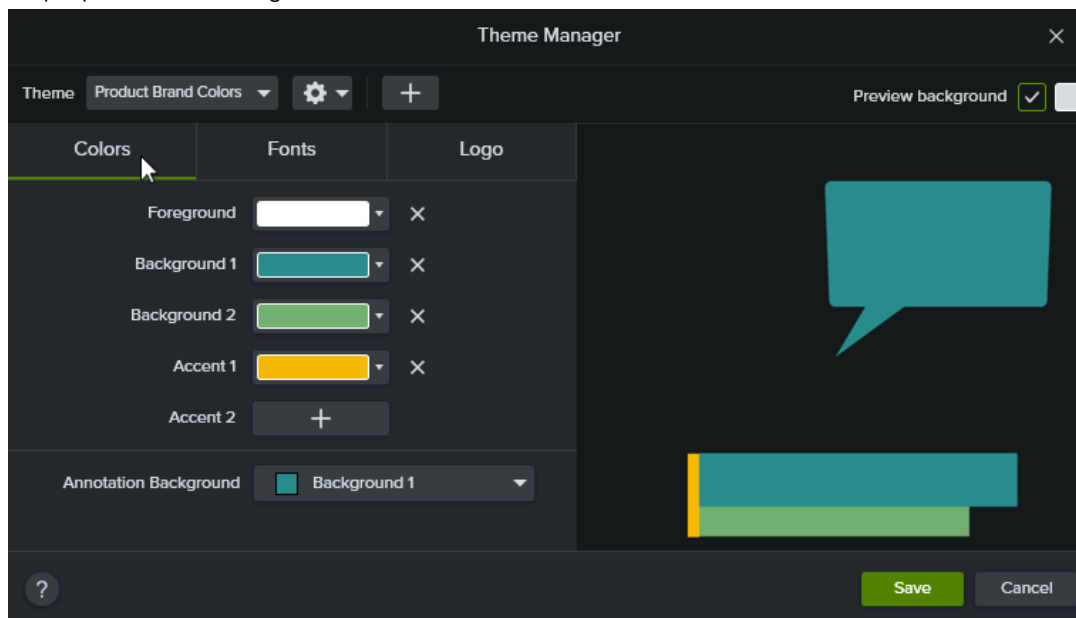 Theme Manager
Theme Product Brand Colors Preview background
Colors Fonts Logo
Foreground
Background 1
Background 2
Accent 1
Accent 2
Annotation Background Background 1
? Save Cancel